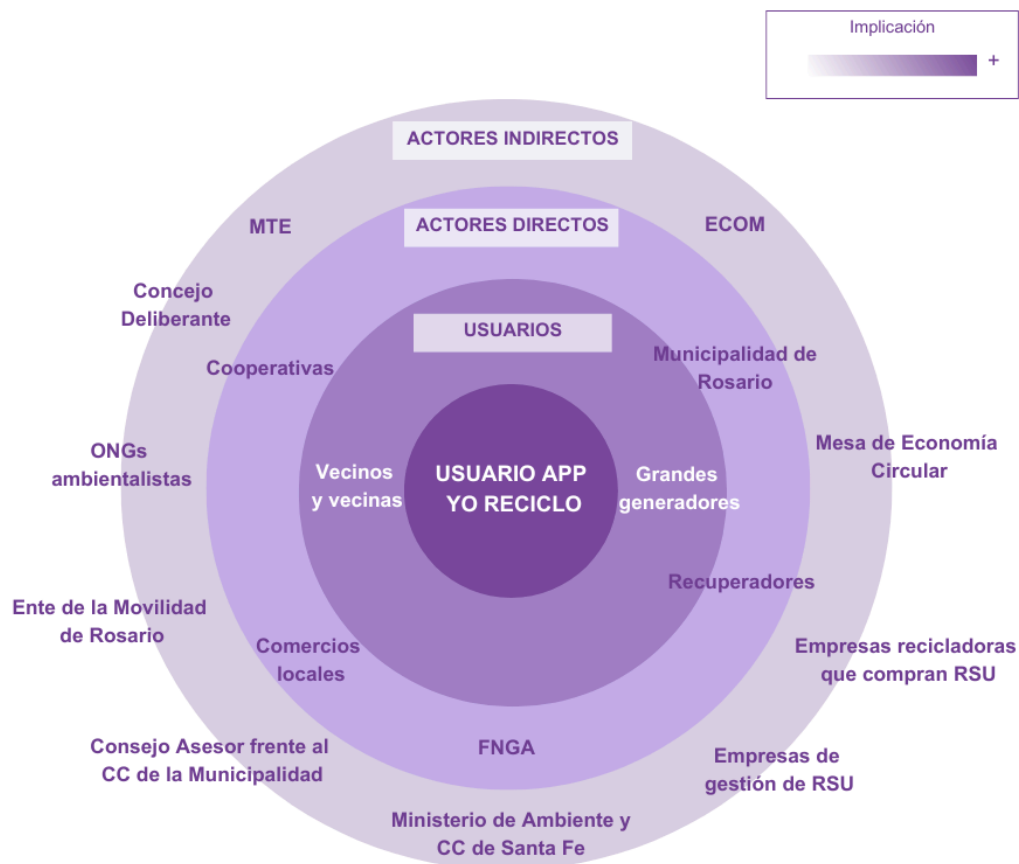 Implicación
+
ACTORES INDIRECTOS
MTE
ACTORES DIRECTOS
ECOM
Concejo
Deliberante
USUARIOS
Cooperativas
Municipalidad de
Rosario
ONGs
ambientalistas
Mesa de Economía
Circular
Vecinos
y vecinas
USUARIO APP
YO RECICLO
Grandes
generadores
Recuperadores
Ente de la Movilidad
de Rosario
Comercios
locales
Empresas recicladoras
que compran RSU
Consejo Asesor frente al
CC de la Municipalidad
FNGA
Empresas de
gestión de RSU
Ministerio de Ambiente y
CC de Santa Fe